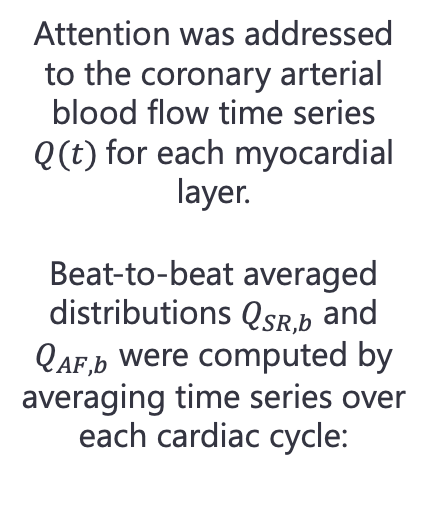 Attention was addressed
to the coronary arterial
blood flow time series
Q(t) for each myocardial
layer.
Beat-to-beat averaged
distributions Q_{SR,b} and
Q_{AF,b} were computed by
averaging time series over
each cardiac cycle: